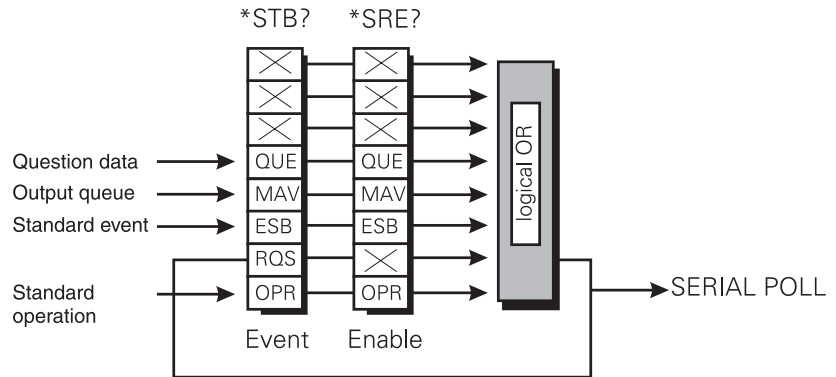 *STB? *SRE?
Question data QUE QUE
Output queue MAV MAV
Standard event ESB ESB
RQS
Standard operation OPR OPR
logical OR
SERIAL POLL
Event Enable